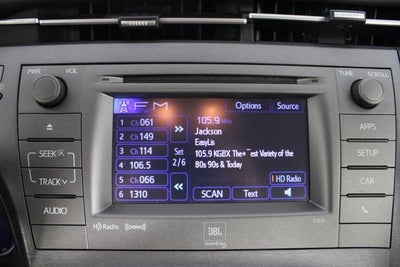 PWR VOL
TUNE SCROLL
FM
Options
Source
105.9 MHz
Jackson
EasyLis
105.9 KGBX The est Variety of the
80s 90s & Today
1 Ch 061
2 Ch 149
3 Ch 114
4 106.5
5 Ch 066
6 1310
>>
Set
2/6
<<
SCAN
Text
HD Radio
SEEK
TRACK
AUDIO
APPS
SETUP
CAR
HD Radio
JBL